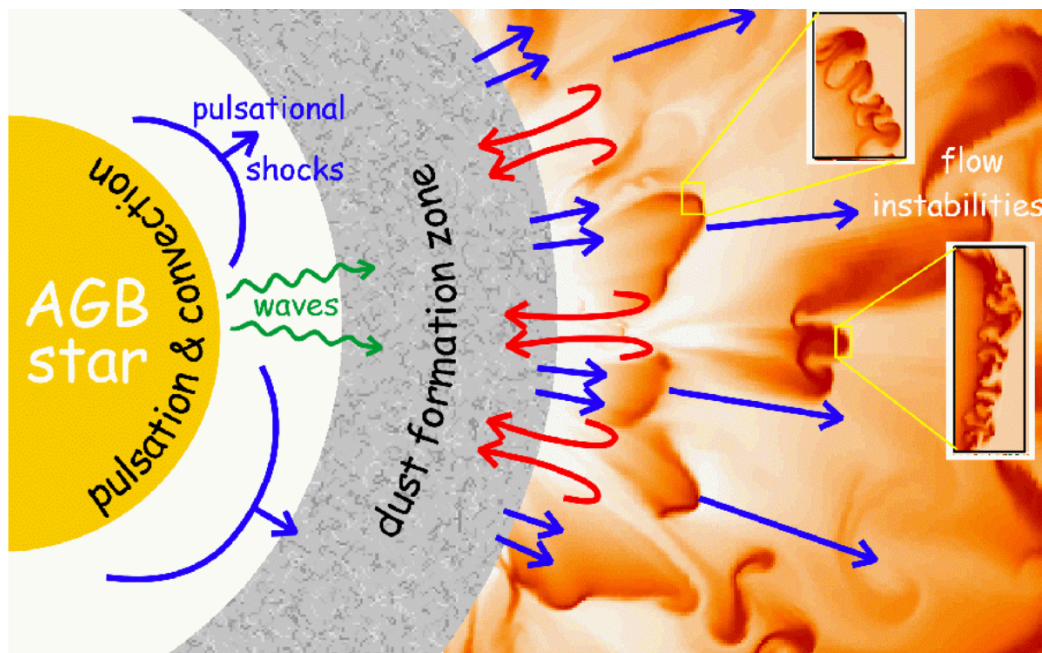 AGB
star
pulsation & convection
pulsational
shocks
waves
dust formation zone
flow
instabilities